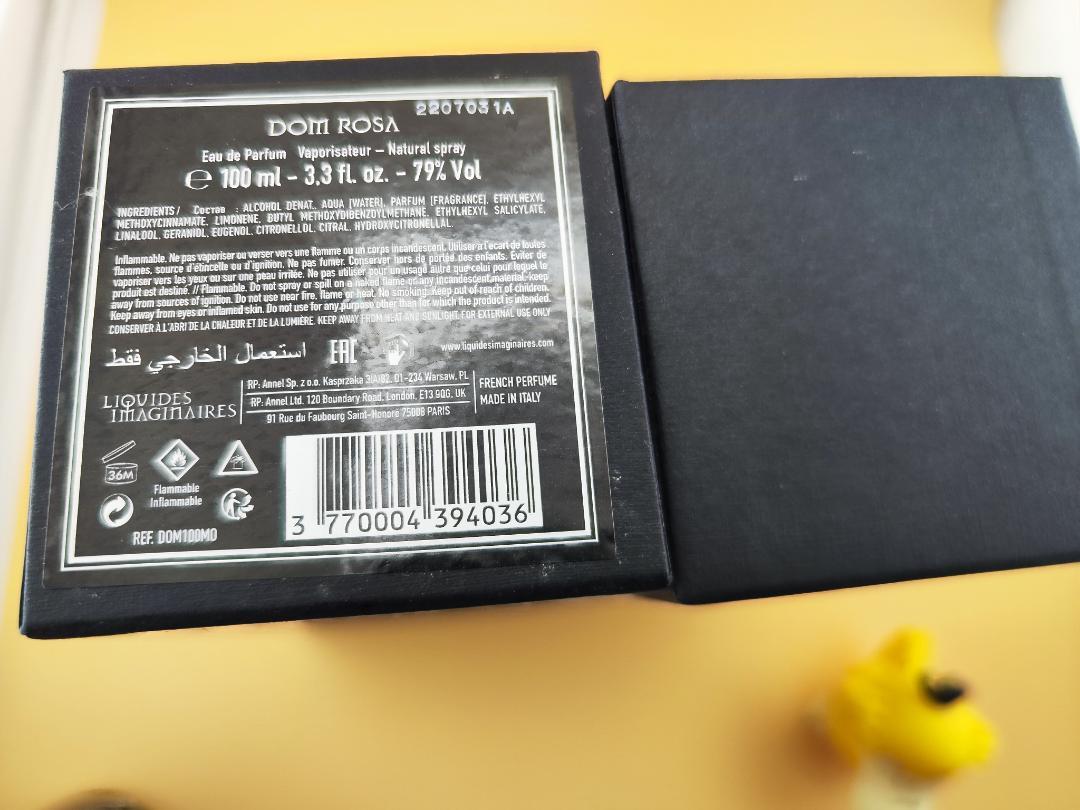 2207031A
DOM ROSA
Eau de Parfum Vaporisateur – Natural spray
℮ 100 ml – 3.3 fl. oz. – 79% Vol
INGREDIENTS / Состав : ALCOHOL DENAT., AQUA [WATER], PARFUM [FRAGRANCE], ETHYLHEXYL
METHOXYCINNAMATE, LIMONENE, BUTYL METHOXYDIBENZOYLMETHANE, ETHYLHEXYL SALICYLATE,
LINALOOL, GERANIOL, EUGENOL, CITRONELLOL, CITRAL, HYDROXYCITRONELLAL.
Inflammable. Ne pas vaporiser ou verser vers une flamme ou un corps incandescent. Utiliser à l'écart de toutes
flammes, source d'étincelle ou d'ignition. Ne pas fumer. Conserver hors de portée des enfants. Éviter de
vaporiser vers les yeux ou sur une peau irritée. Ne pas utiliser pour un usage autre que celui pour lequel le
produit est destiné. // Flammable. Do not spray or spill on a naked flame or any incandescent material. keep
away from sources of ignition. Do not use near fire, flame or heat. No smoking. Keep out of reach of children.
Keep away from eyes or inflamed skin. Do not use for any purpose other than for which the product is intended.
CONSERVER À L'ABRI DE LA CHALEUR ET DE LA LUMIÈRE. KEEP AWAY FROM HEAT AND SUNLIGHT. FOR EXTERNAL USE ONLY
استعمال الخارجي فقط EAC www.liquidesimaginaires.com
LIQUIDES
IMAGINAIRES
RP: Annel Sp. z o.o. Kasprzaka 01-234 Warsaw, PL
RP: Annel Ltd. 120 Boundary Road, London, E13 9QG, UK
91 Rue du Faubourg Saint-Honoré 75008 PARIS
FRENCH PERFUME
MADE IN ITALY
36M
Flammable
Inflammable
REF. DOM100MO
3 770004 394036